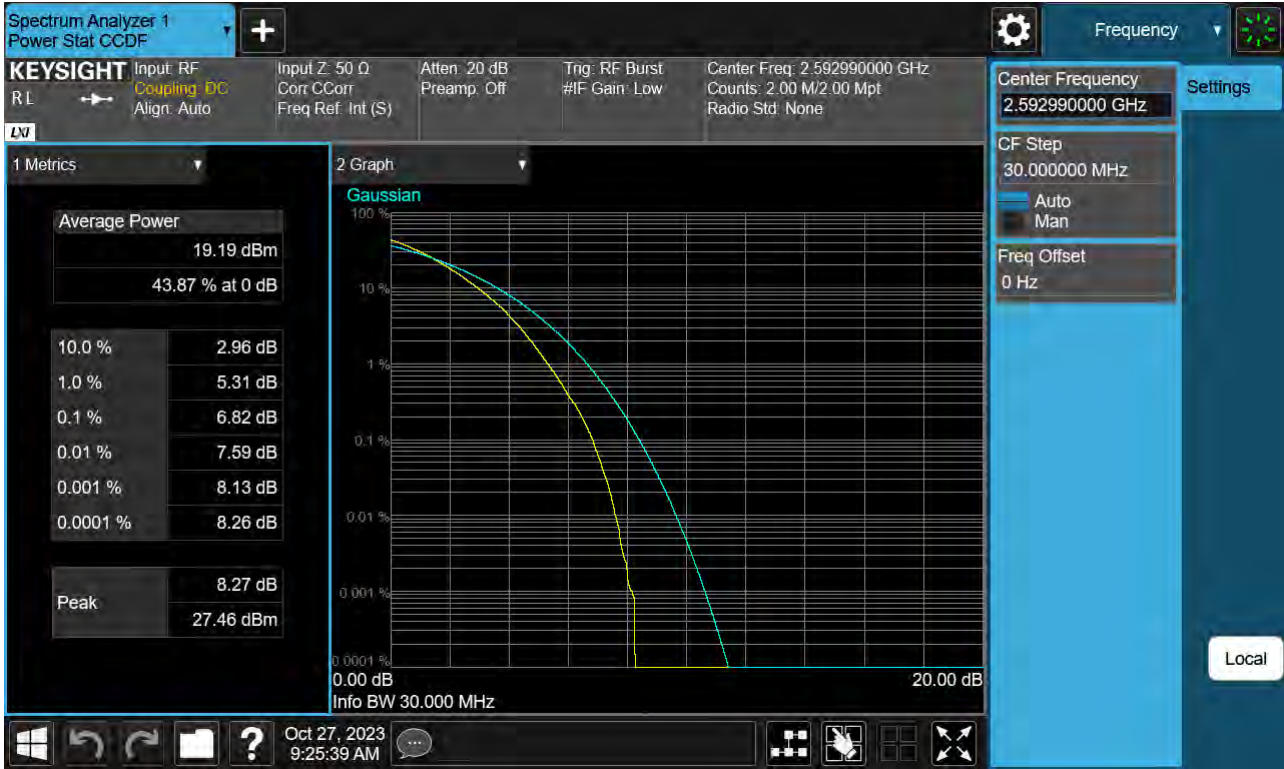 Spectrum Analyzer 1
Power Stat CCDF
+
Frequency
KEYSIGHT
R L
LXI
Input: RF
Coupling: DC
Align: Auto
Input Z: 50 Ω
Corr CCorr
Freq Ref: Int (S)
Atten: 20 dB
Preamp: Off
Trig: RF Burst
#IF Gain: Low
Center Freq: 2.592990000 GHz
Counts: 2.00 M/2.00 Mpt
Radio Std: None
Center Frequency
2.592990000 GHz
Settings
CF Step
30.000000 MHz
Auto
Man
Freq Offset
0 Hz
1 Metrics
Average Power
19.19 dBm
43.87 % at 0 dB
10.0 % 2.96 dB
1.0 % 5.31 dB
0.1 % 6.82 dB
0.01 % 7.59 dB
0.001 % 8.13 dB
0.0001 % 8.26 dB
Peak
8.27 dB
27.46 dBm
2 Graph
Gaussian
100 %
10 %
1 %
0.1 %
0.01 %
0.001 %
0.0001 %
0.00 dB 20.00 dB
Info BW 30.000 MHz
Local
?
Oct 27, 2023
9:25:39 AM